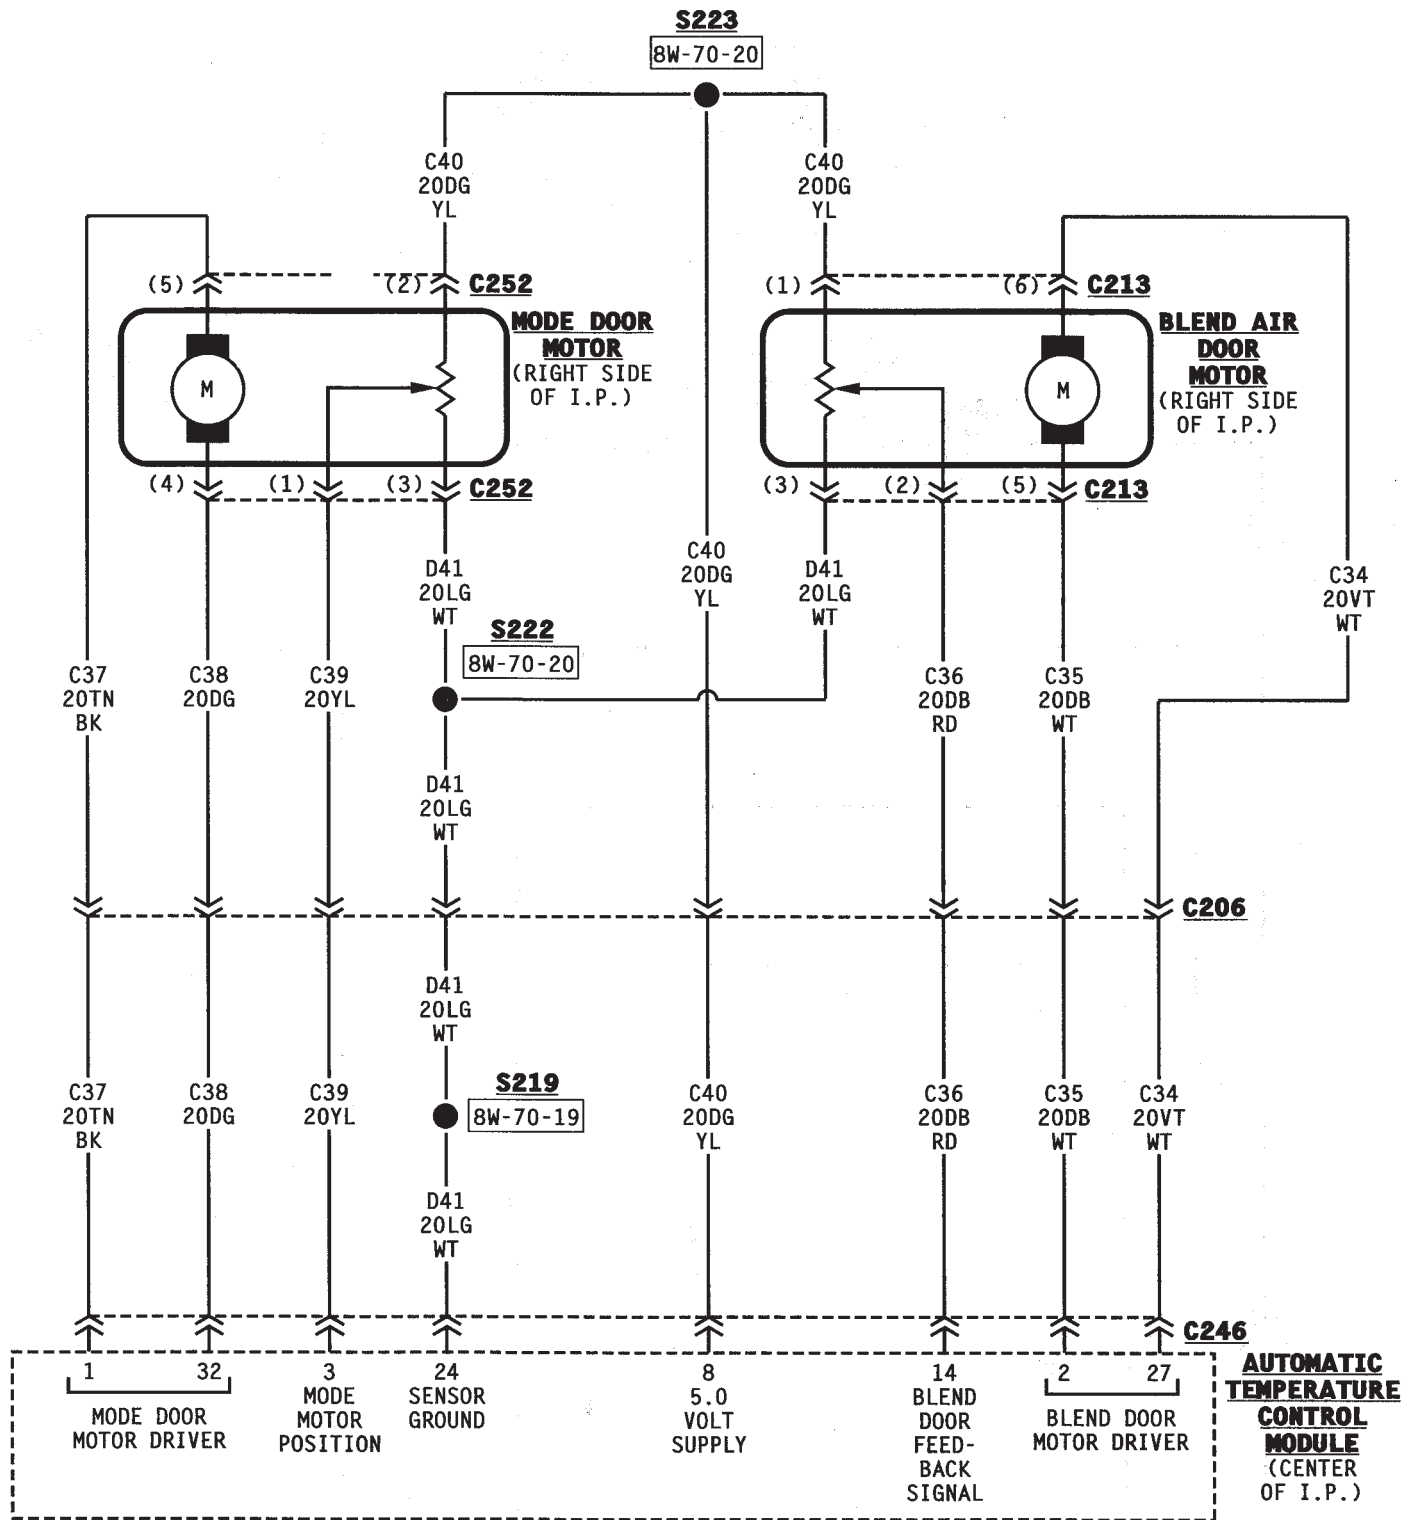 S223
8W-70-20
C40
20DG
YL
C40
20DG
YL
(5)
(2)
C252
(1)
(6)
C213
MODE DOOR
MOTOR
(RIGHT SIDE
OF I.P.)
BLEND AIR
DOOR
MOTOR
(RIGHT SIDE
OF I.P.)
M
M
(4)
(1)
(3)
C252
(3)
(2)
(5)
C213
D41
20LG
WT
C40
20DG
YL
D41
20LG
WT
C34
20VT
WT
S222
8W-70-20
C37
20TN
BK
C38
20DG
C39
20YL
C36
20DB
RD
C35
20DB
WT
D41
20LG
WT
C206
D41
20LG
WT
C37
20TN
BK
C38
20DG
C39
20YL
S219
8W-70-19
C40
20DG
YL
C36
20DB
RD
C35
20DB
WT
C34
20VT
WT
D41
20LG
WT
C246
1
32
MODE DOOR
MOTOR DRIVER
3
MODE
MOTOR
POSITION
24
SENSOR
GROUND
8
5.0
VOLT
SUPPLY
14
BLEND
DOOR
FEED-
BACK
SIGNAL
2
27
BLEND DOOR
MOTOR DRIVER
AUTOMATIC
TEMPERATURE
CONTROL
MODULE
(CENTER
OF I.P.)